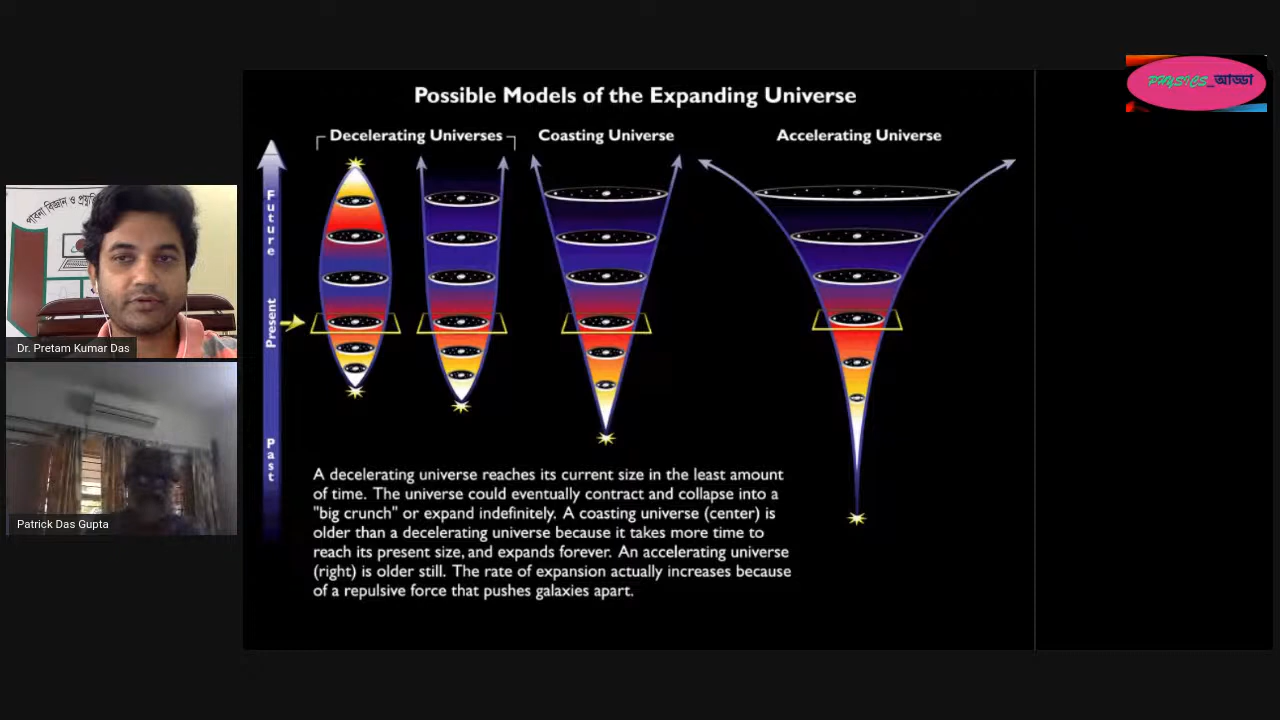 PHYSICS_আড্ডা
Possible Models of the Expanding Universe
Decelerating Universes
Coasting Universe
Accelerating Universe
Future
Present
Past
A decelerating universe reaches its current size in the least amount
of time. The universe could eventually contract and collapse into a
"big crunch" or expand indefinitely. A coasting universe (center) is
older than a decelerating universe because it takes more time to
reach its present size, and expands forever. An accelerating universe
(right) is older still. The rate of expansion actually increases because
of a repulsive force that pushes galaxies apart.
পাবনা বিজ্ঞান ও
Dr. Pretam Kumar Das
Patrick Das Gupta